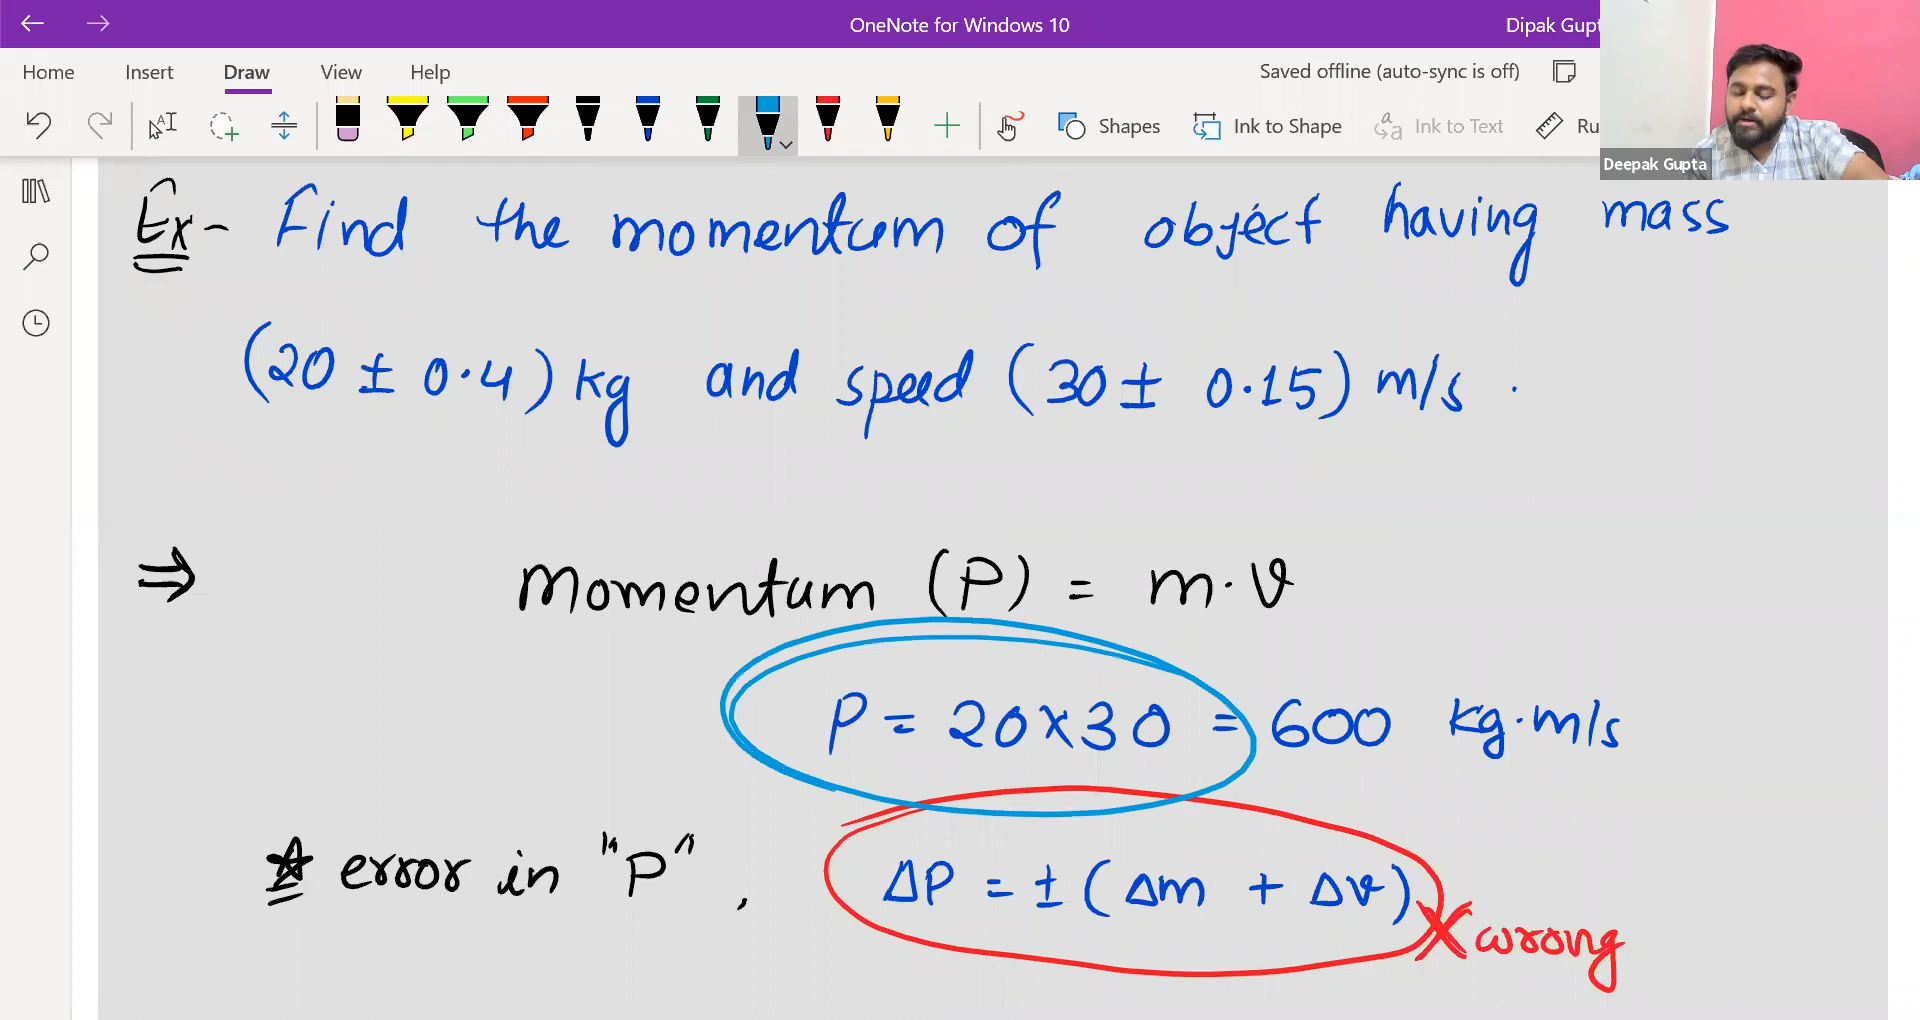 OneNote for Windows 10
Dipak Gupt
Home Insert Draw View Help
Saved offline (auto-sync is off)
Shapes Ink to Shape Ink to Text Ru
Deepak Gupta
Ex- Find the momentum of object having mass
(20 ± 0.4) kg and speed (30 ± 0.15) m/s .
⇒ Momentum (P) = m·v
P = 20×30 = 600 kg·m/s
error in "P" , ΔP = ± (Δm + Δv) X wrong